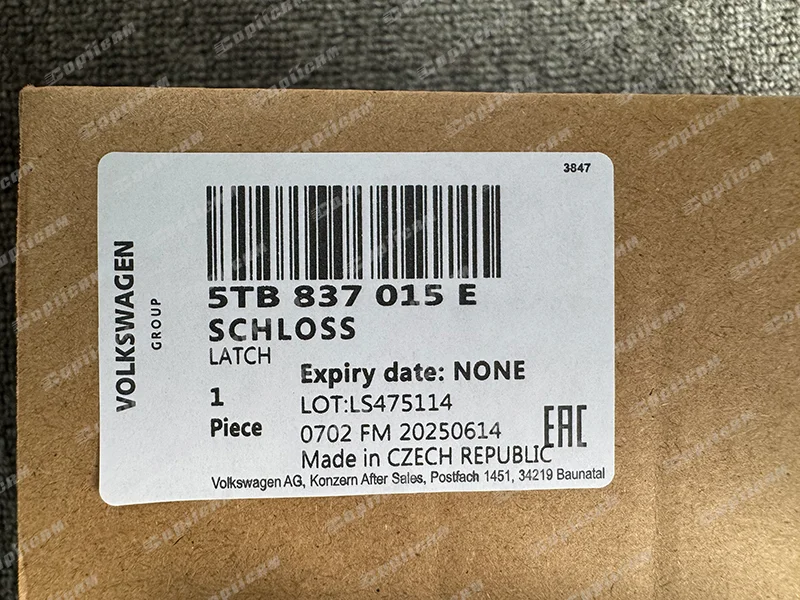 3847
VOLKSWAGEN
GROUP
5TB 837 015 E
SCHLOSS
LATCH
Expiry date: NONE
1
Piece
LOT:LS475114
0702 FM 20250614
Made in CZECH REPUBLIC
EAC
Volkswagen AG, Konzern After Sales, Postfach 1451, 34219 Baunatal